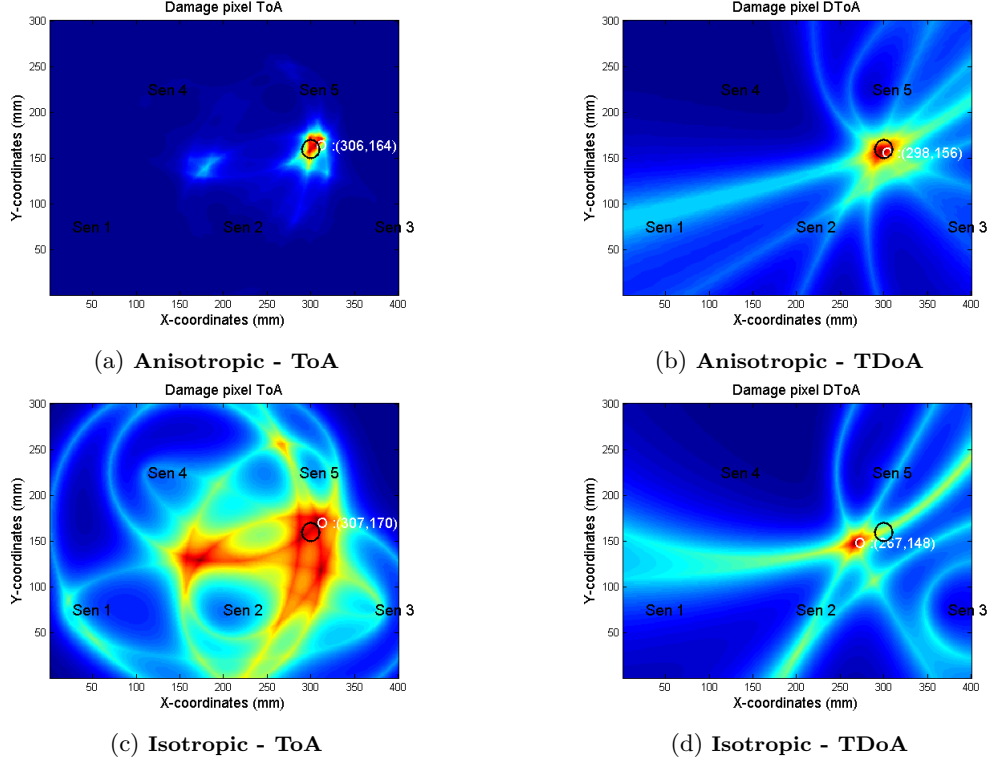 Damage pixel ToA
300
250
200
150
100
50
Y-coordinates (mm)
Sen 4
Sen 5
:(306,164)
Sen 1
Sen 2
Sen 3
50 100 150 200 250 300 350 400
X-coordinates (mm)
(a) Anisotropic - ToA
Damage pixel DToA
300
250
200
150
100
50
Y-coordinates (mm)
Sen 4
Sen 5
:(298,156)
Sen 1
Sen 2
Sen 3
50 100 150 200 250 300 350 400
X-coordinates (mm)
(b) Anisotropic - TDoA
Damage pixel ToA
300
250
200
150
100
50
Y-coordinates (mm)
Sen 4
Sen 5
:(307,170)
Sen 1
Sen 2
Sen 3
50 100 150 200 250 300 350 400
X-coordinates (mm)
(c) Isotropic - ToA
Damage pixel DToA
300
250
200
150
100
50
Y-coordinates (mm)
Sen 4
Sen 5
:(267,148)
Sen 1
Sen 2
Sen 3
50 100 150 200 250 300 350 400
X-coordinates (mm)
(d) Isotropic - TDoA